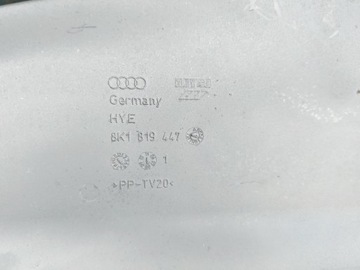 Germany
HYE
8K1 819 447
1
>PP-TV20<